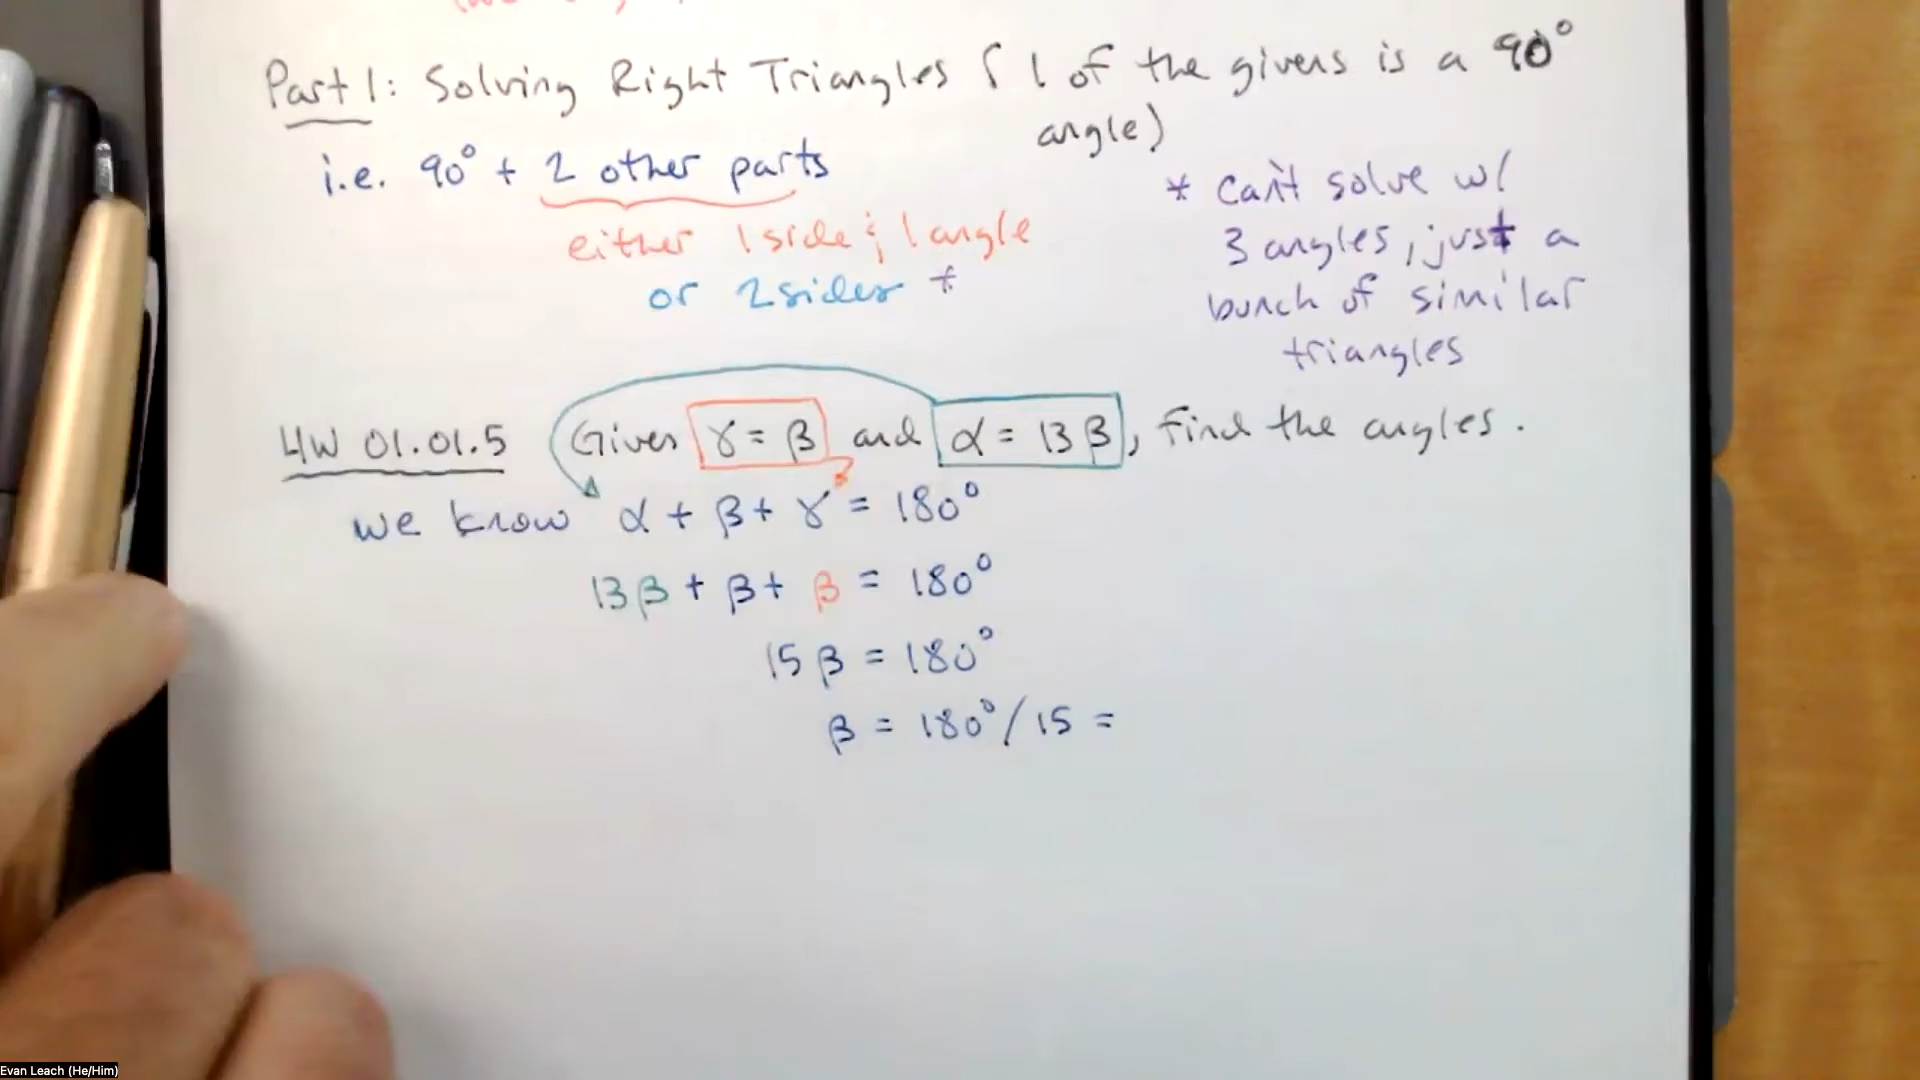 Part 1: Solving Right Triangles ( 1 of the givens is a 90°
angle)
i.e. 90° + 2 other parts
either 1 side & 1 angle
or 2 sides *
* Can't solve w/
3 angles, just a
bunch of similar
triangles
HW 01.01.5 Given γ = β and α = 13β, find the angles.
we know α + β + γ = 180°
13β + β + β = 180°
15β = 180°
β = 180°/15 =
Evan Leach (He/Him)